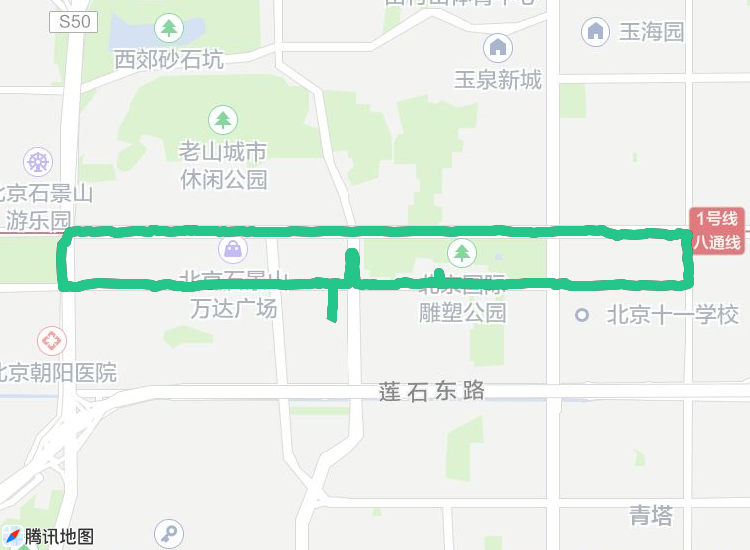 S50
西郊砂石坑
玉海园
玉泉新城
老山城市
休闲公园
北京石景山
游乐园
1号线
八通线
北京石景山
万达广场
北京国际
雕塑公园
北京十一学校
北京朝阳医院
莲石东路
青塔
腾讯地图